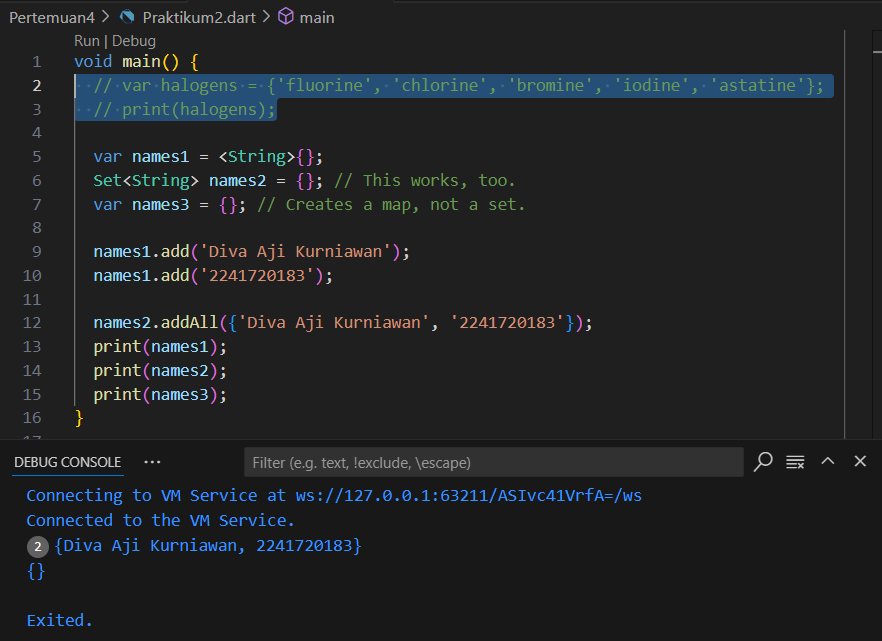 Pertemuan4 > Praktikum2.dart > main
Run | Debug
1 void main() {
2 // var halogens = {'fluorine', 'chlorine', 'bromine', 'iodine', 'astatine'};
3 // print(halogens);
4
5 var names1 = <String>{};
6 Set<String> names2 = {}; // This works, too.
7 var names3 = {}; // Creates a map, not a set.
8
9 names1.add('Diva Aji Kurniawan');
10 names1.add('2241720183');
11
12 names2.addAll({'Diva Aji Kurniawan', '2241720183'});
13 print(names1);
14 print(names2);
15 print(names3);
16 }
17
DEBUG CONSOLE ··· Filter (e.g. text, !exclude, \escape)
Connecting to VM Service at ws://127.0.0.1:63211/ASIvc41VrfA=/ws
Connected to the VM Service.
2 {Diva Aji Kurniawan, 2241720183}
{}
Exited.